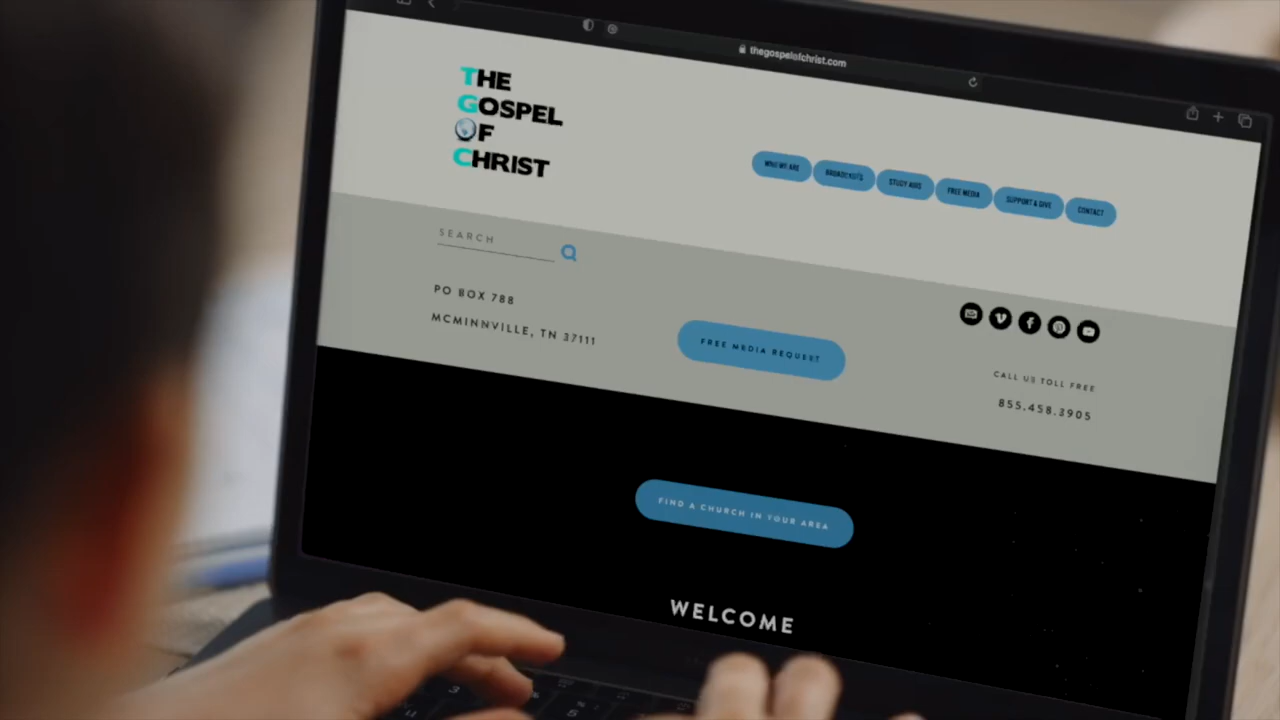 thegospelofchrist.com
THE
GOSPEL
OF
CHRIST
WHO WE ARE
BROADCASTS
STUDY AIDS
FREE MEDIA
SUPPORT & GIVE
CONTACT
SEARCH
PO BOX 788
MCMINNVILLE, TN 37111
FREE MEDIA REQUEST
CALL US TOLL FREE
855.458.3905
FIND A CHURCH IN YOUR AREA
WELCOME